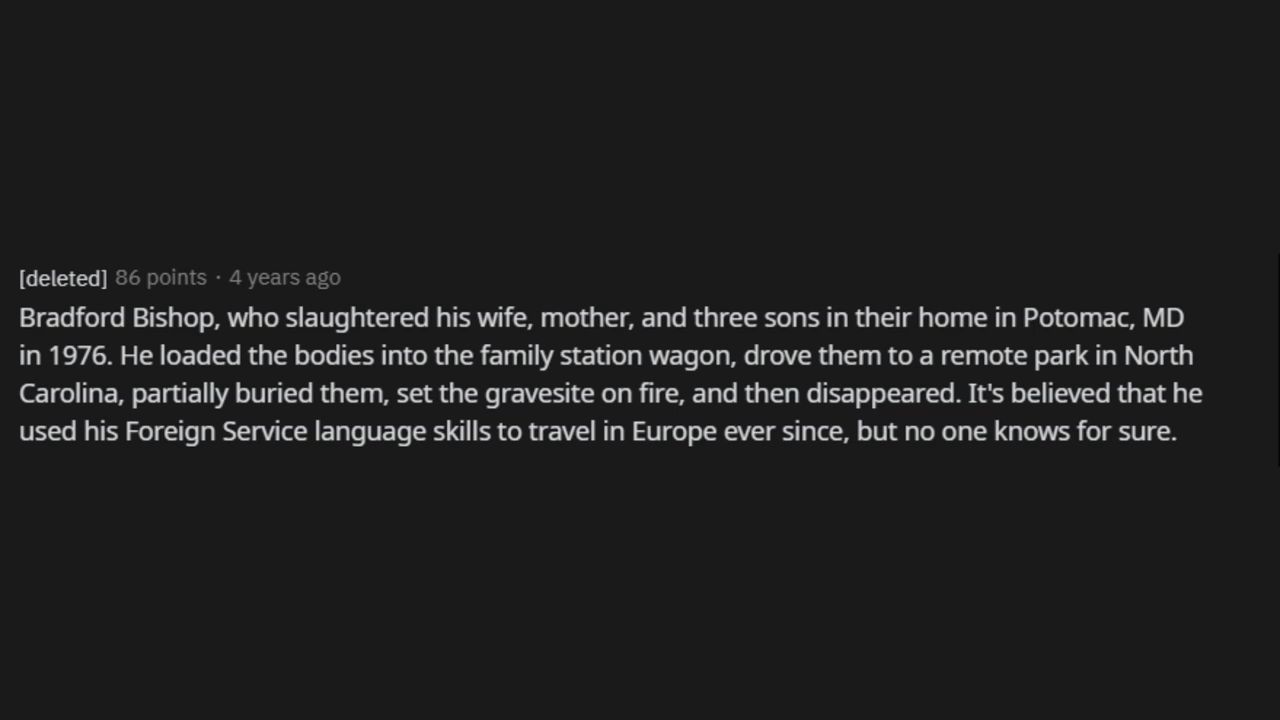 [deleted] 86 points · 4 years ago
Bradford Bishop, who slaughtered his wife, mother, and three sons in their home in Potomac, MD
in 1976. He loaded the bodies into the family station wagon, drove them to a remote park in North
Carolina, partially buried them, set the gravesite on fire, and then disappeared. It's believed that he
used his Foreign Service language skills to travel in Europe ever since, but no one knows for sure.